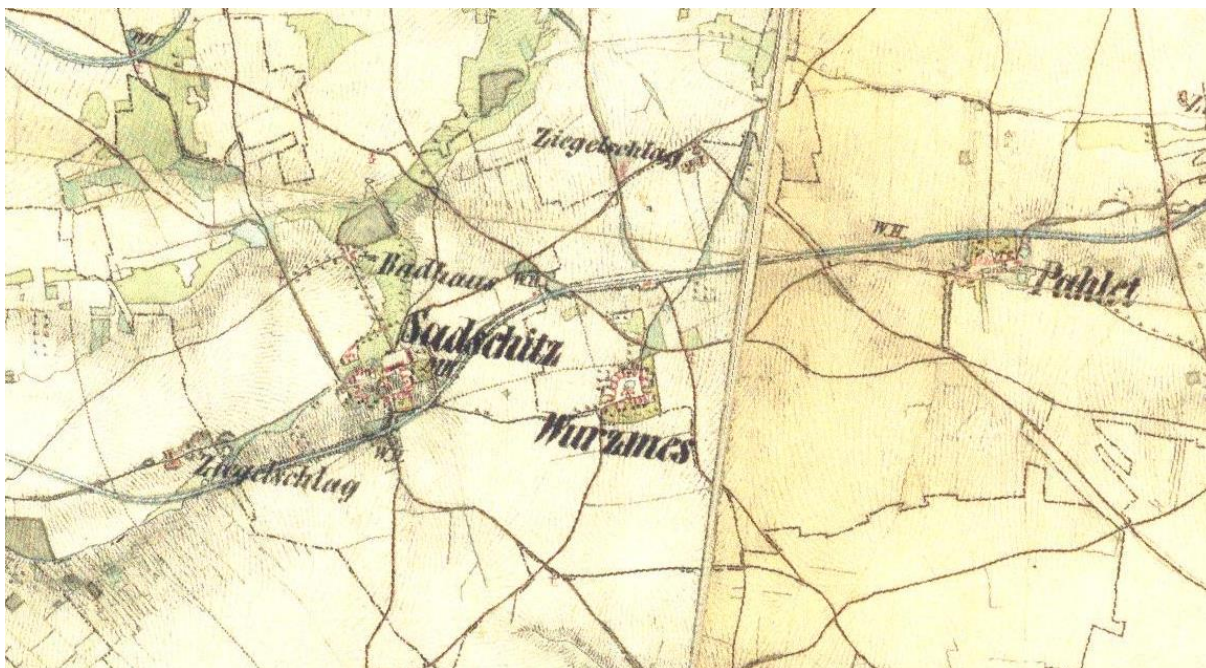 W.H.
Ziegelschlag
W.H.
Badhaus
W.H.
Pahlet
Sadschitz
Wurzmes
Ziegelschlag
W.H.